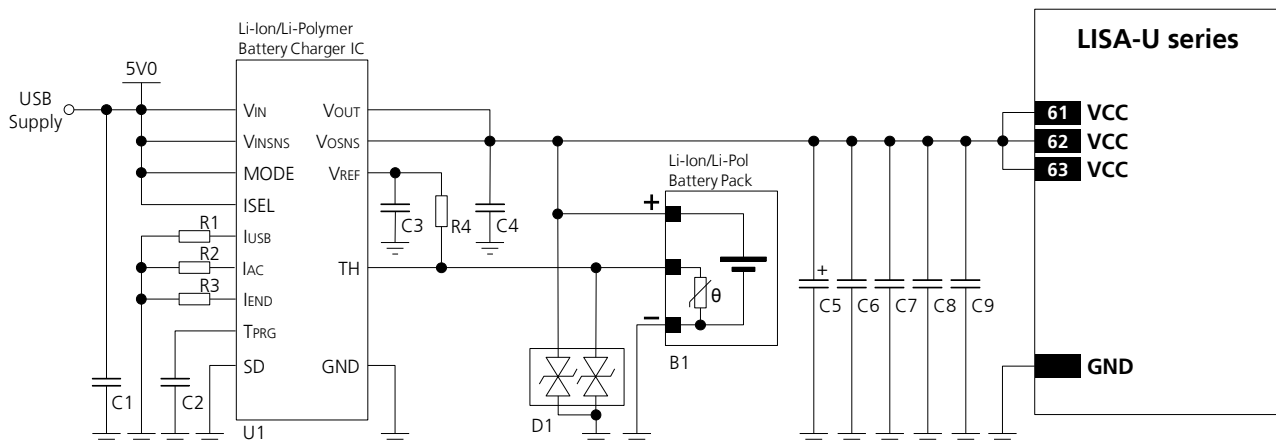 Li-Ion/Li-Polymer
Battery Charger IC
5V0
USB
Supply
VIN
VINSNS
MODE
ISEL
IUSB
IAC
IEND
TPRG
SD
VOUT
VOSNS
VREF
TH
GND
U1
R1
R2
R3
C1
C2
C3
R4
C4
Li-Ion/Li-Pol
Battery Pack
+
θ
−
B1
D1
+
C5
C6
C7
C8
C9
LISA-U series
61 VCC
62 VCC
63 VCC
GND